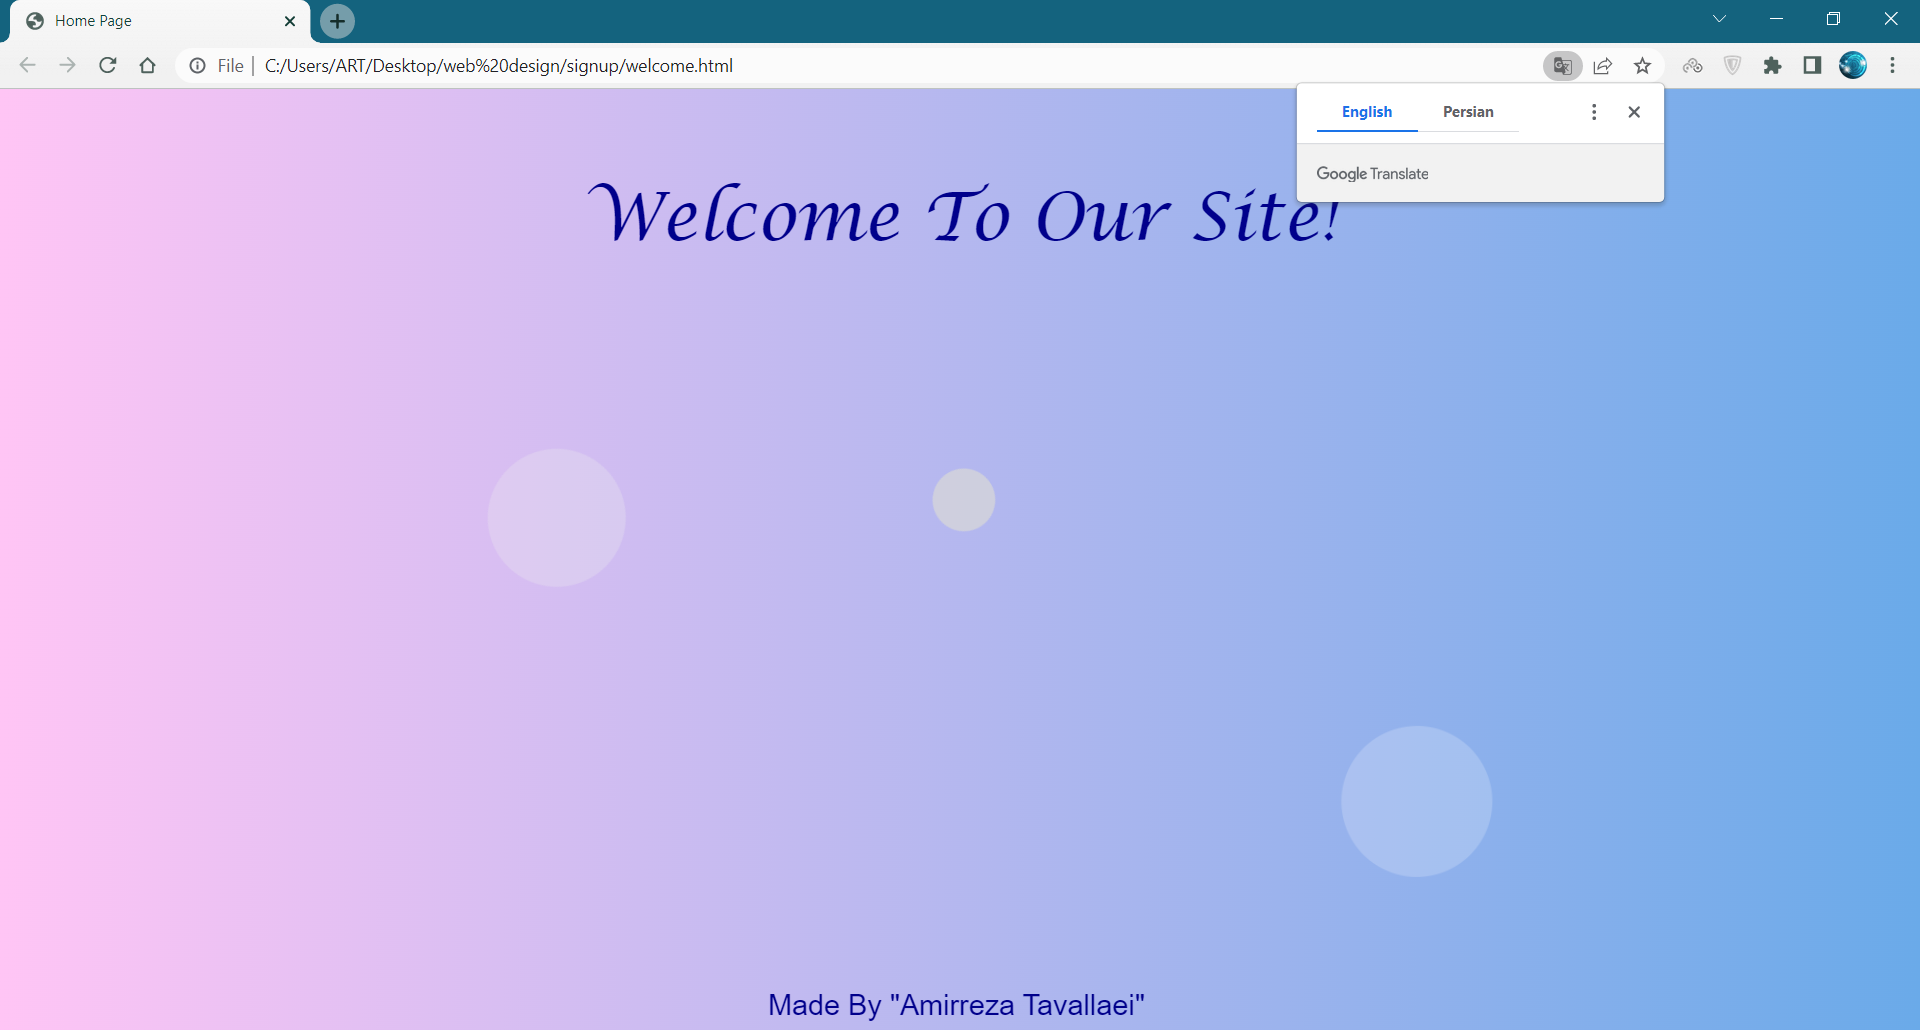 Home Page
File
C:/Users/ART/Desktop/web%20design/signup/welcome.html
English Persian
Google Translate
Welcome To Our Site!
Made By "Amirreza Tavallaei"